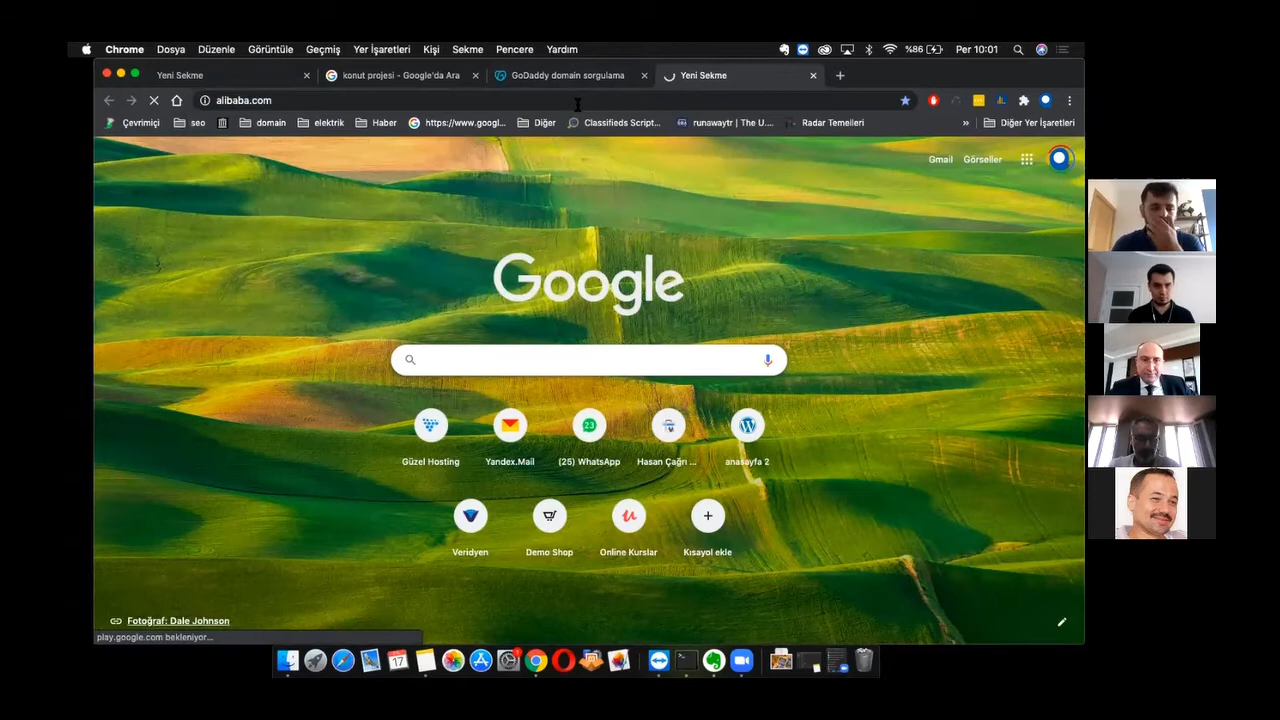 Chrome Dosya Düzenle Görüntüle Geçmiş Yer İşaretleri Kişi Sekme Pencere Yardım %86 Per 10:01
Yeni Sekme konut projesi - Google'da Ara GoDaddy domain sorgulama Yeni Sekme
alibaba.com
Çevrimiçi seo domain elektrik Haber https://www.googl... Diğer Classifieds Script... runawaytr | The U.... Radar Temelleri » Diğer Yer İşaretleri
Gmail Görseller
Google
23
Güzel Hosting Yandex.Mail (25) WhatsApp Hasan Çağrı ... anasayfa 2
Veridyen Demo Shop Online Kurslar Kısayol ekle
Fotoğraf: Dale Johnson
play.google.com bekleniyor...
17